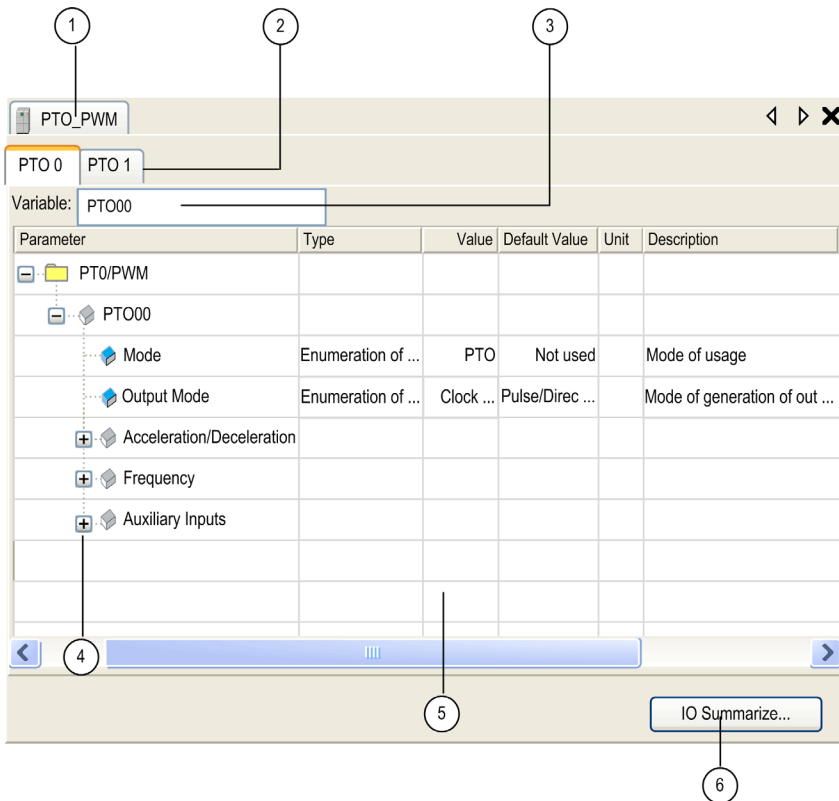 1 2 3
PTO_PWM
PTO 0 PTO 1
Variable: PTO00
Parameter Type Value Default Value Unit Description
PT0/PWM
PTO00
Mode Enumeration of ... PTO Not used Mode of usage
Output Mode Enumeration of ... Clock ... Pulse/Direc ... Mode of generation of out ...
Acceleration/Deceleration
Frequency
Auxiliary Inputs
4
5 IO Summarize...
6